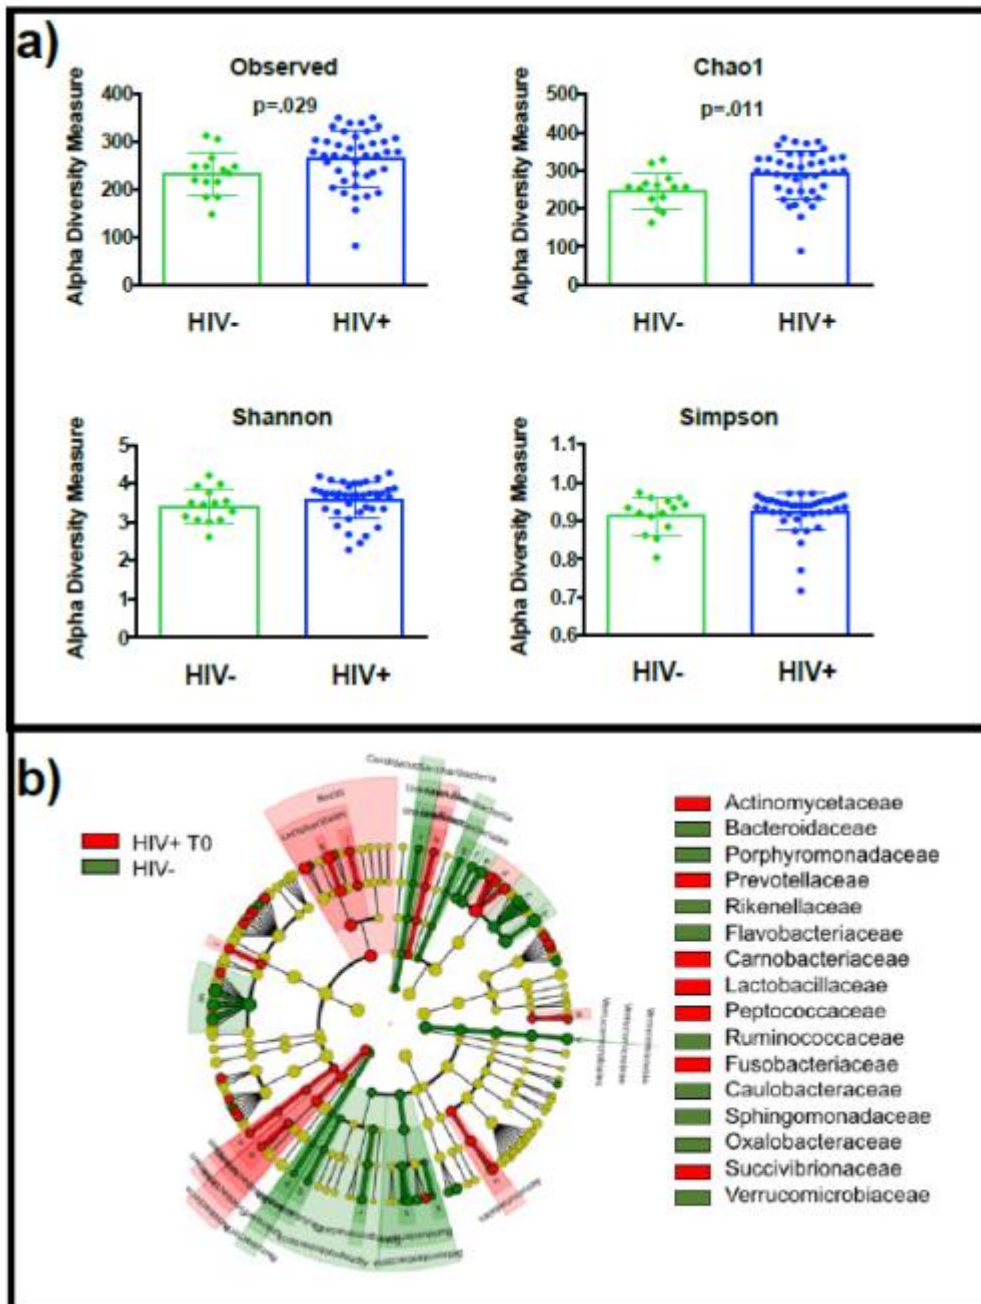 a)
Observed
p=.029
Alpha Diversity Measure
400
300
200
100
0
HIV-
HIV+
Chao1
p=.011
Alpha Diversity Measure
500
400
300
200
100
0
HIV-
HIV+
Shannon
Alpha Diversity Measure
5
4
3
2
1
0
HIV-
HIV+
Simpson
Alpha Diversity Measure
1.1
1.0
0.9
0.8
0.7
0.6
HIV-
HIV+
b)
HIV+ T0
HIV-
Bacilli
Lactobacillales
Actinomycetaceae
Bacteroidaceae
Porphyromonadaceae
Prevotellaceae
Rikenellaceae
Flavobacteriaceae
Carnobacteriaceae
Lactobacillaceae
Peptococcaceae
Ruminococcaceae
Fusobacteriaceae
Caulobacteraceae
Sphingomonadaceae
Oxalobacteraceae
Succivibrionaceae
Verrucomicrobiaceae